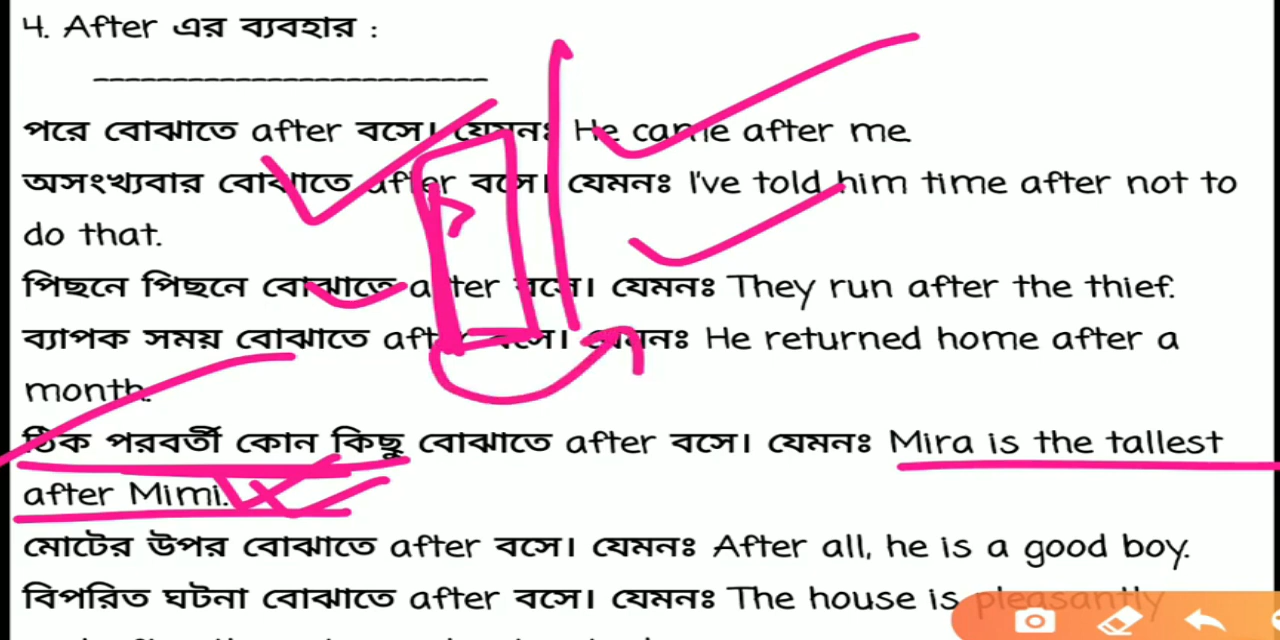 4. After এর ব্যবহার :
-------------------------
পরে বোঝাতে after বসে। যেমনঃ He came after me
অসংখ্যবার বোঝাতে after বসে। যেমনঃ I've told him time after not to
do that.
পিছনে পিছনে বোঝাতে after বসে। যেমনঃ They run after the thief.
ব্যাপক সময় বোঝাতে after বসে। যেমনঃ He returned home after a
month.
ঠিক পরবর্তী কোন কিছু বোঝাতে after বসে। যেমনঃ Mira is the tallest
after Mimi.
মোটের উপর বোঝাতে after বসে। যেমনঃ After all, he is a good boy.
বিপরিত ঘটনা বোঝাতে after বসে। যেমনঃ The house is pleasantly